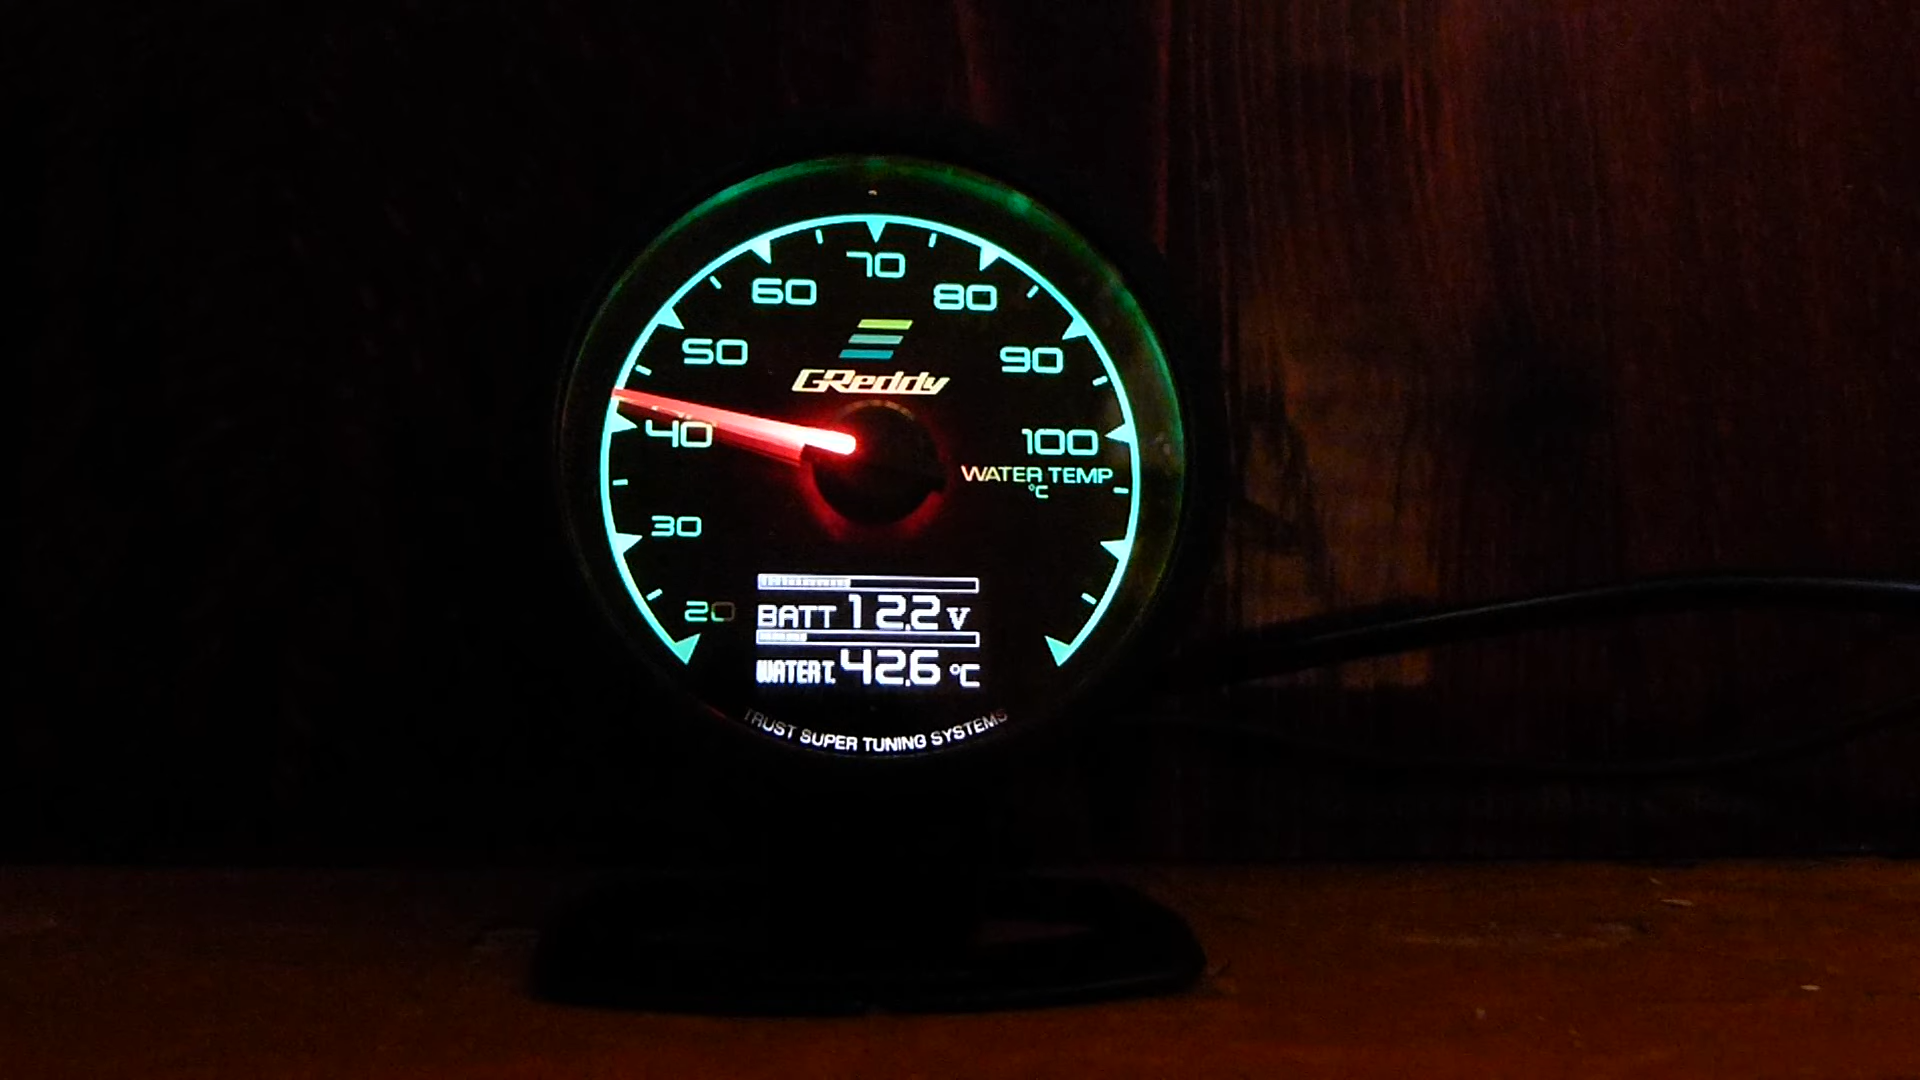 70
60
80
50
90
GReddy
40
100
WATER TEMP
°C
30
20
BATT 12.2 V
WATER T. 42.6 °C
TRUST SUPER TUNING SYSTEMS